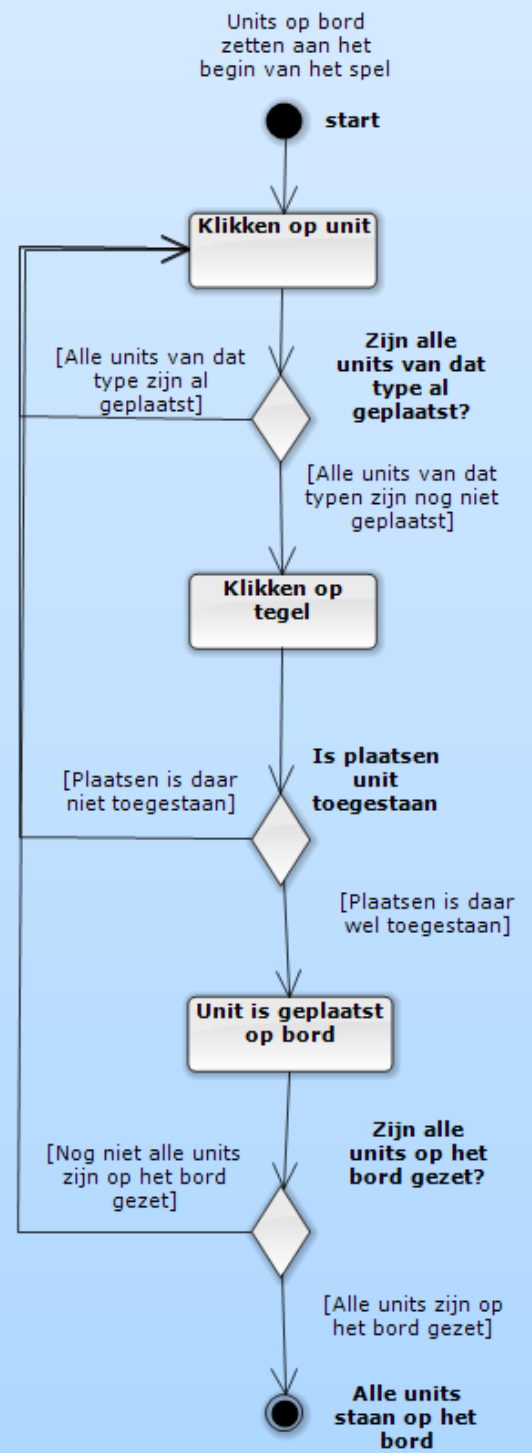 Units op bord
zetten aan het
begin van het spel
start
Klikken op unit
Zijn alle
units van dat
type al
geplaatst?
[Alle units van dat
type zijn al
geplaatst]
[Alle units van dat
typen zijn nog niet
geplaatst]
Klikken op
tegel
Is plaatsen
unit
toegestaan
[Plaatsen is daar
niet toegestaan]
[Plaatsen is daar
wel toegestaan]
Unit is geplaatst
op bord
Zijn alle
units op het
bord gezet?
[Nog niet alle units
zijn op het bord
gezet]
[Alle units zijn op
het bord gezet]
Alle units
staan op het
bord